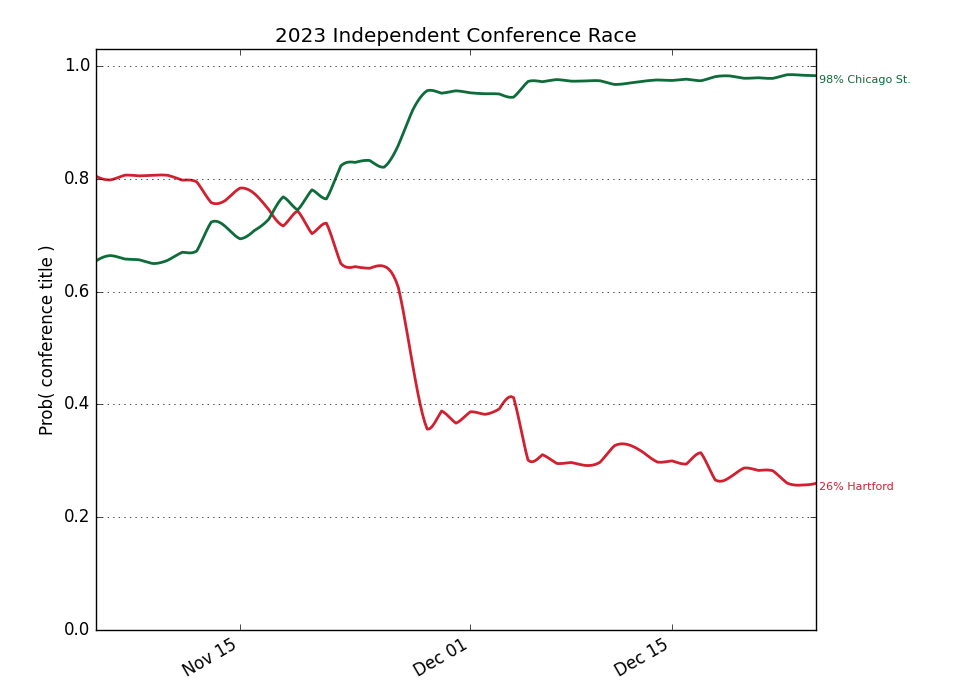 2023 Independent Conference Race
1.0
98% Chicago St.
0.8
0.6
Prob( conference title )
0.4
26% Hartford
0.2
0.0
Nov 15
Dec 01
Dec 15